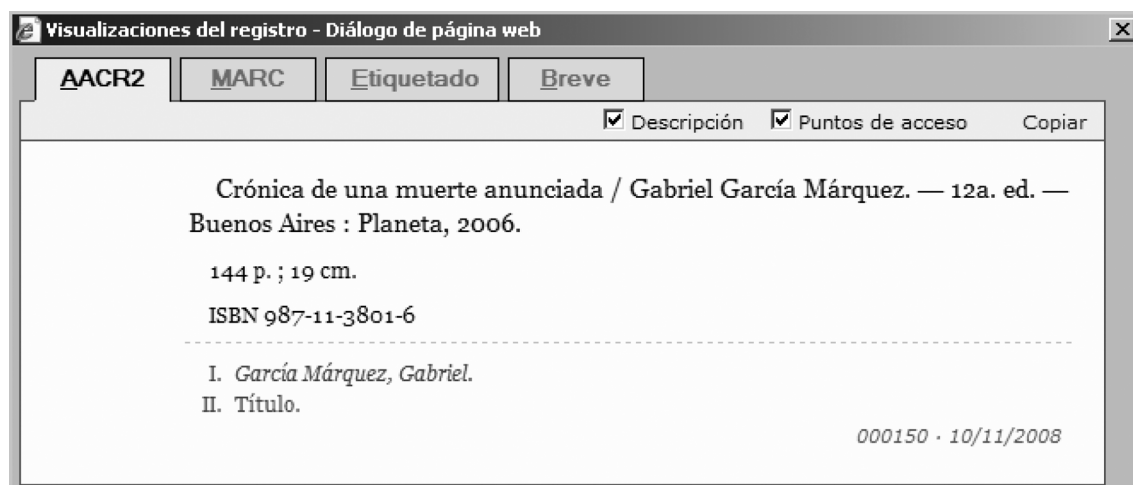 Visualizaciones del registro - Diálogo de página web
AACR2 MARC Etiquetado Breve
Descripción Puntos de acceso Copiar
Crónica de una muerte anunciada / Gabriel García Márquez. — 12a. ed. —
Buenos Aires : Planeta, 2006.
144 p. ; 19 cm.
ISBN 987-11-3801-6
I. García Márquez, Gabriel.
II. Título.
000150 · 10/11/2008